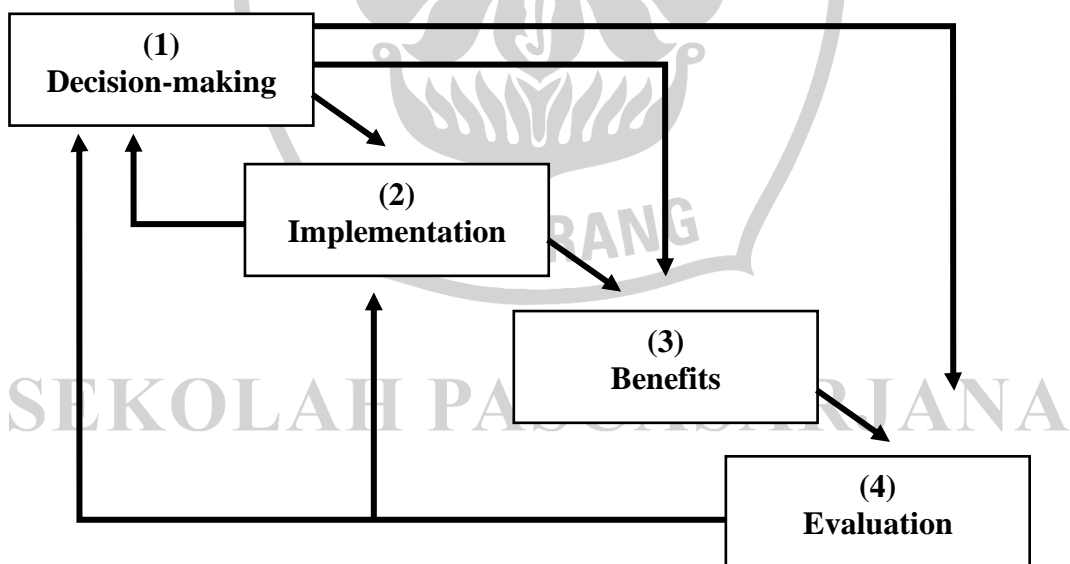 (1)
Decision-making
(2)
Implementation
RANG
(3)
Benefits
SEKOLAH PASCASARJANA
(4)
Evaluation